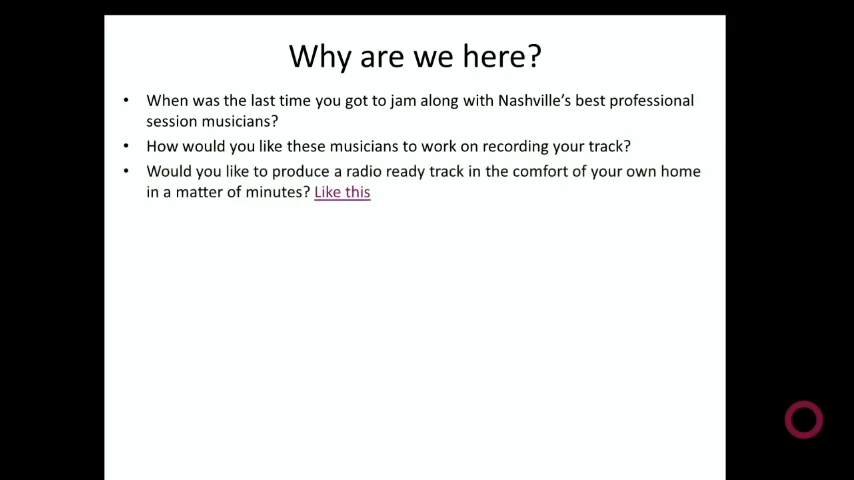 Why are we here?
• When was the last time you got to jam along with Nashville's best professional
session musicians?
• How would you like these musicians to work on recording your track?
• Would you like to produce a radio ready track in the comfort of your own home
in a matter of minutes? Like this